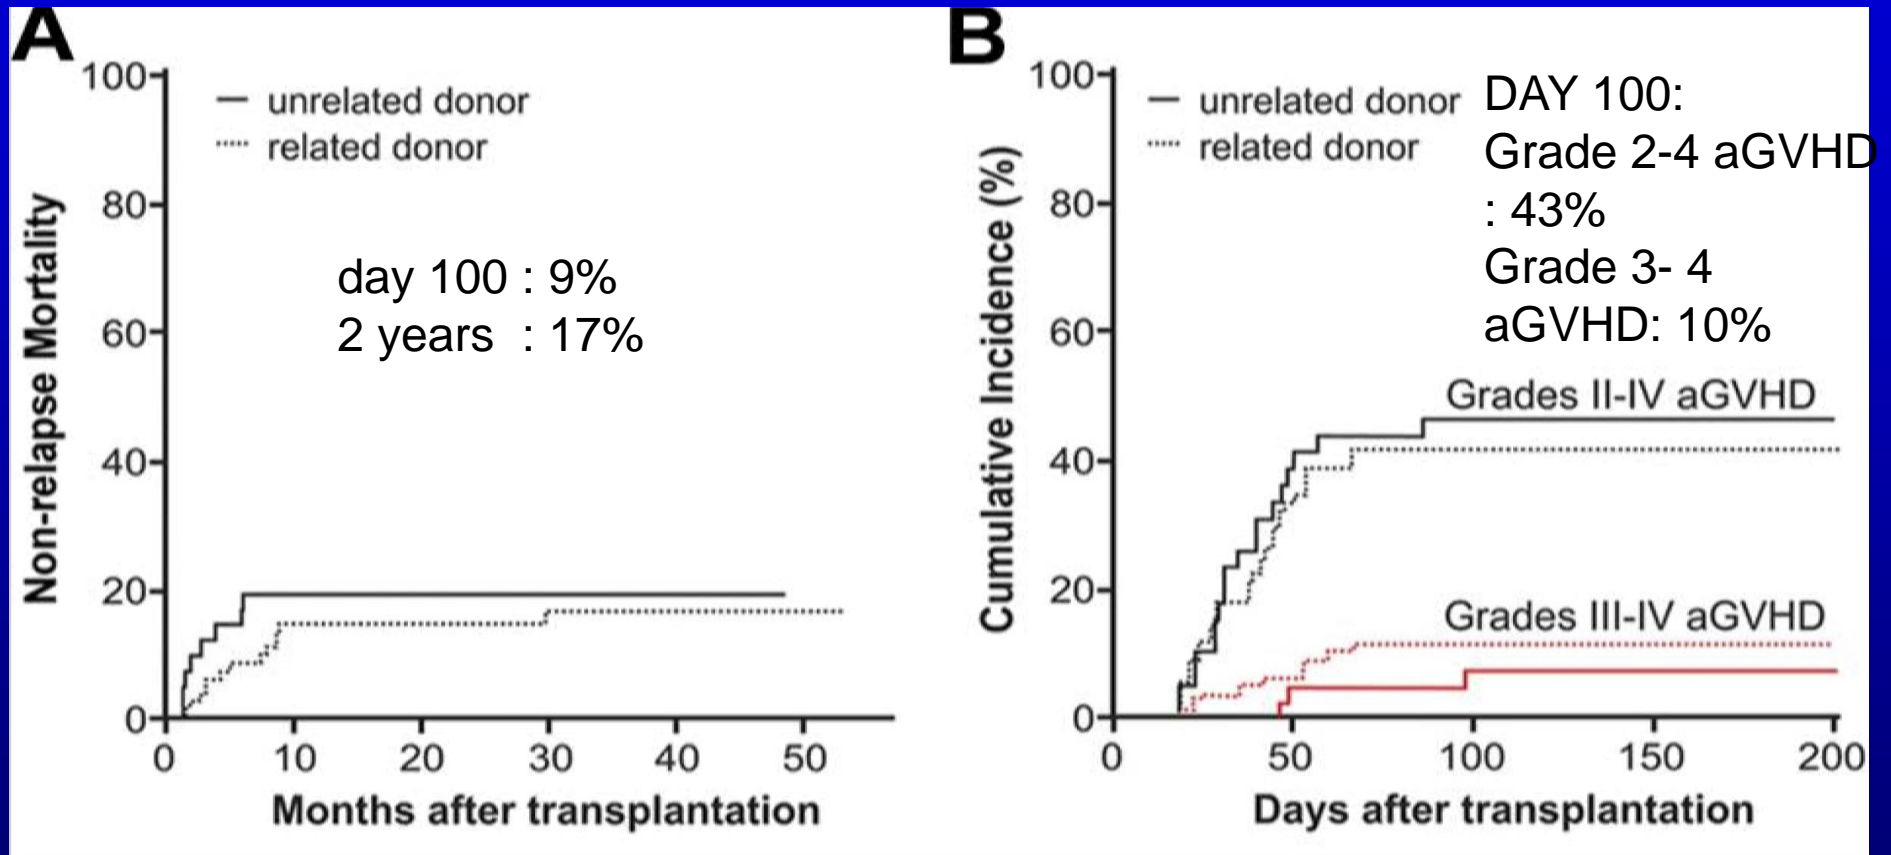 A
100
80
60
40
20
0
Non-relapse Mortality
unrelated donor
related donor
day 100 : 9%
2 years : 17%
0 10 20 30 40 50
Months after transplantation
B
100
80
60
40
20
0
Cumulative Incidence (%)
unrelated donor
related donor
DAY 100:
Grade 2-4 aGVHD
: 43%
Grade 3- 4
aGVHD: 10%
Grades II-IV aGVHD
Grades III-IV aGVHD
0 50 100 150 200
Days after transplantation